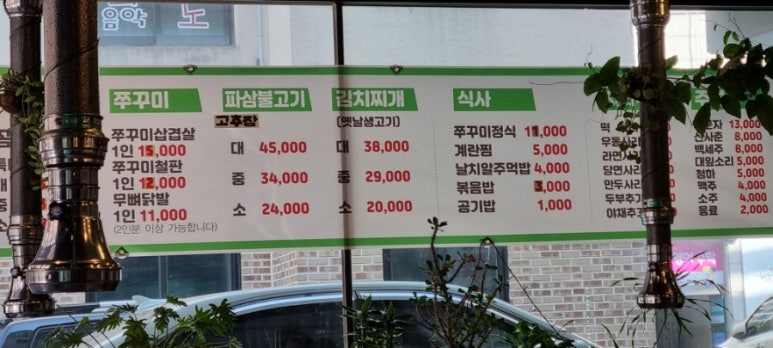 음악 노
쭈꾸미
쭈꾸미삼겹살
1인 15,000
쭈꾸미철판
1인 12,000
무뼈닭발
1인 11,000
(2인분 이상 가능합니다)
파삼불고기
고추장
대 45,000
중 34,000
소 24,000
김치찌개
(옛날생고기)
대 38,000
중 29,000
소 20,000
식사
쭈꾸미정식 11,000
계란찜 5,000
날치알주먹밥 4,000
볶음밥 3,000
공기밥 1,000
떡
우동사리
라면사리
당면사리
만두사리
두부추가
야채추
13,000
산사춘 8,000
백세주 8,000
대잎소리 5,000
청하 5,000
맥주 4,000
소주 4,000
음료 2,000